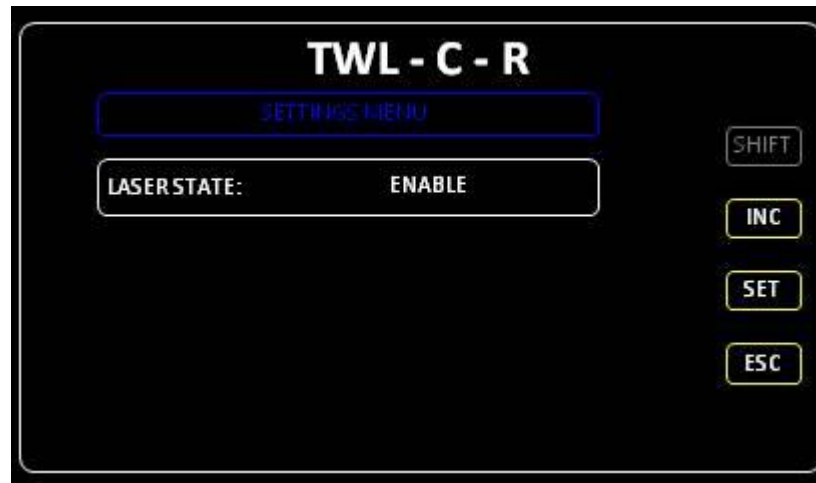 TWL - C - R
SETTINGS MENU
LASER STATE: ENABLE
SHIFT
INC
SET
ESC